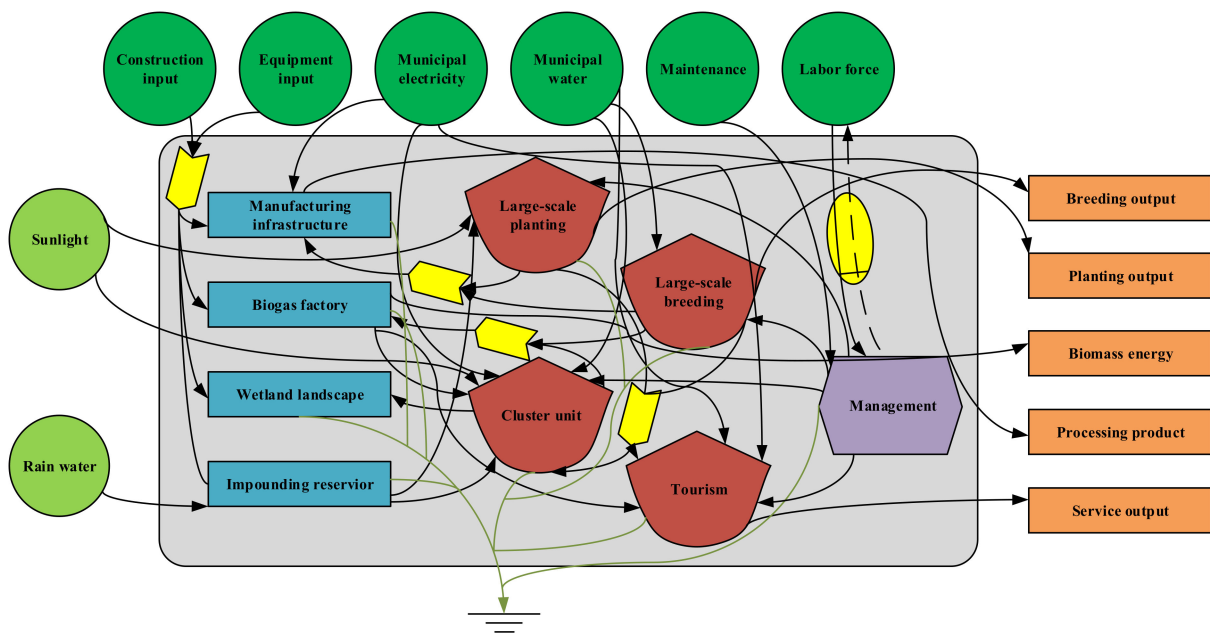 Construction
input
Equipment
input
Municipal
electricity
Municipal
water
Maintenance
Labor force
Sunlight
Rain water
Manufacturing
infrastructure
Biogas factory
Wetland landscape
Impounding reservior
Large-scale
planting
Large-scale
breeding
Cluster unit
Tourism
Management
Breeding output
Planting output
Biomass energy
Processing product
Service output